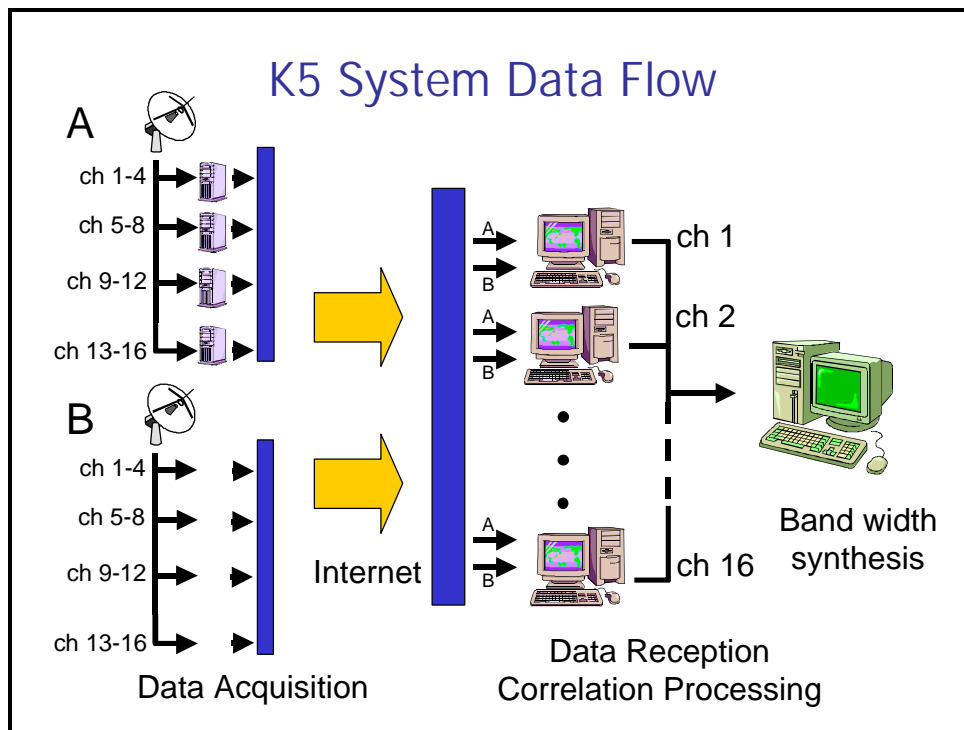 K5 System Data Flow
A
ch 1-4
ch 5-8
ch 9-12
ch 13-16
B
ch 1-4
ch 5-8
ch 9-12
ch 13-16
Data Acquisition
Internet
A
B
ch 1
A
B
ch 2
A
B
ch 16
Data Reception
Correlation Processing
Band width
synthesis